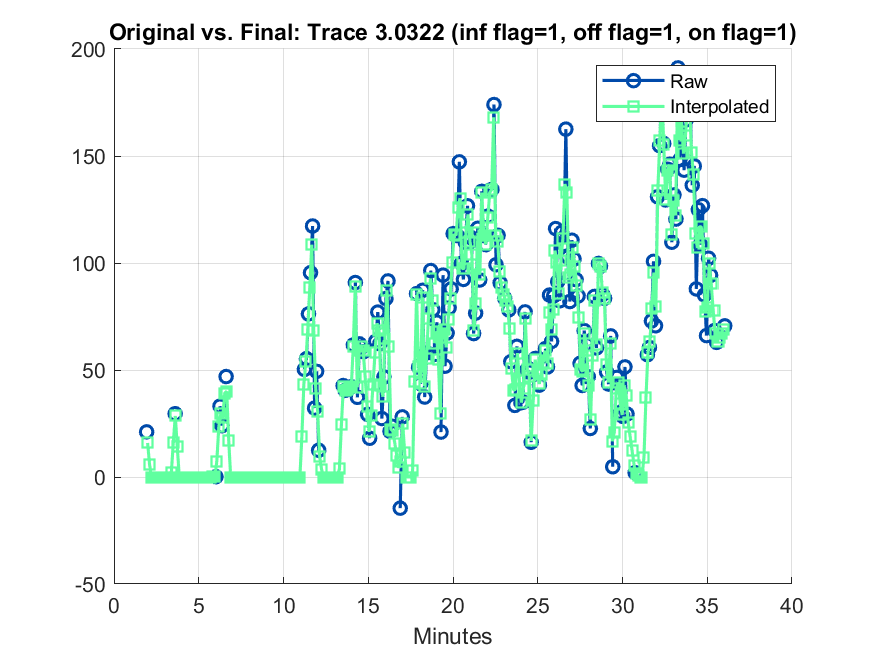 Original vs. Final: Trace 3.0322 (inf flag=1, off flag=1, on flag=1)
200
150
100
50
0
-50
Raw
Interpolated
0 5 10 15 20 25 30 35 40
Minutes